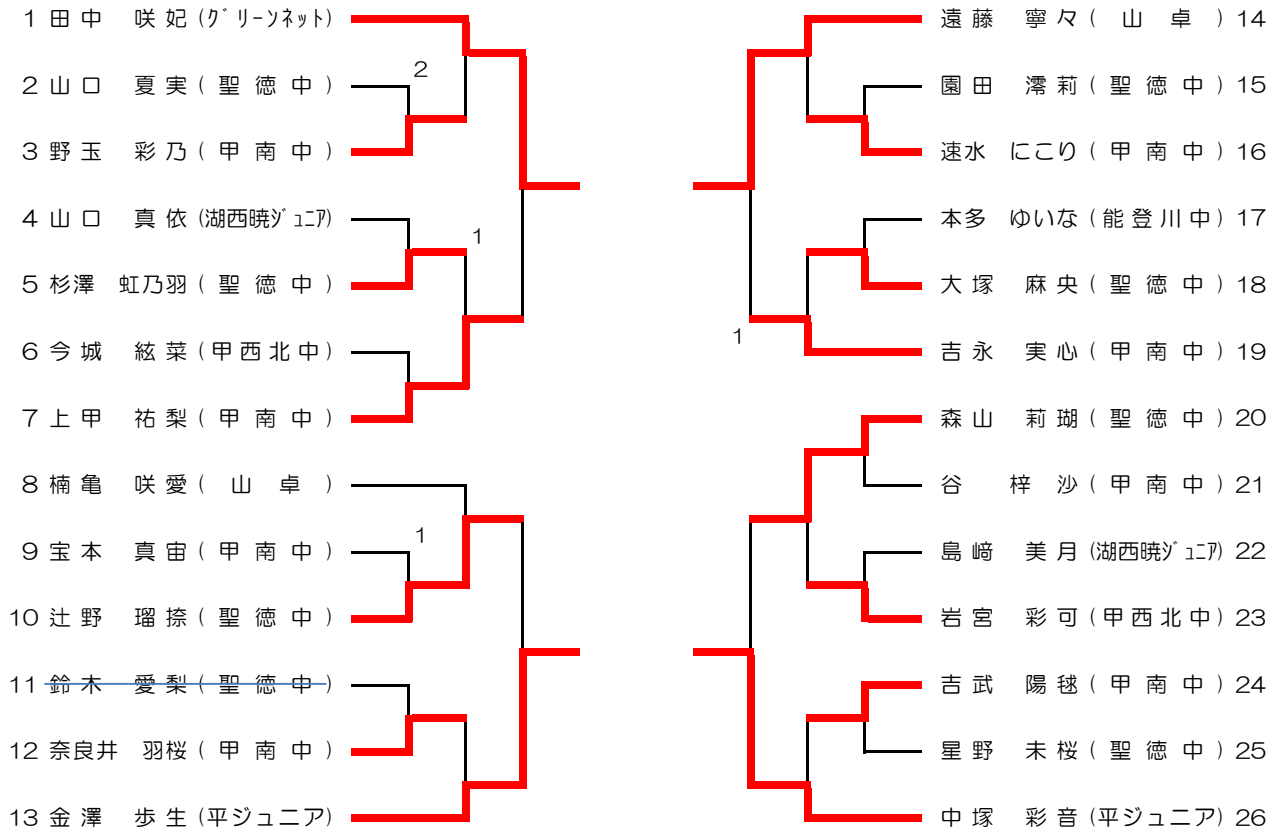 1 田中 咲妃 (グリーンネット)
2 山口 夏実 (聖徳中)
2
3 野玉 彩乃 (甲南中)
4 山口 真依 (湖西暁ジュニア)
1
5 杉澤 虹乃羽 (聖徳中)
6 今城 絃菜 (甲西北中)
7 上甲 祐梨 (甲南中)
8 楠亀 咲愛 (山卓)
9 宝本 真宙 (甲南中)
1
10 辻野 瑠捺 (聖徳中)
11 鈴木 愛梨 (聖徳中)
12 奈良井 羽桜 (甲南中)
13 金澤 歩生 (平ジュニア)
遠藤 寧々 (山卓) 14
園田 澪莉 (聖徳中) 15
速水 にこり (甲南中) 16
本多 ゆいな (能登川中) 17
大塚 麻央 (聖徳中) 18
1
吉永 実心 (甲南中) 19
森山 莉瑚 (聖徳中) 20
谷 梓沙 (甲南中) 21
島﨑 美月 (湖西暁ジュニア) 22
岩宮 彩可 (甲西北中) 23
吉武 陽毬 (甲南中) 24
星野 未桜 (聖徳中) 25
中塚 彩音 (平ジュニア) 26